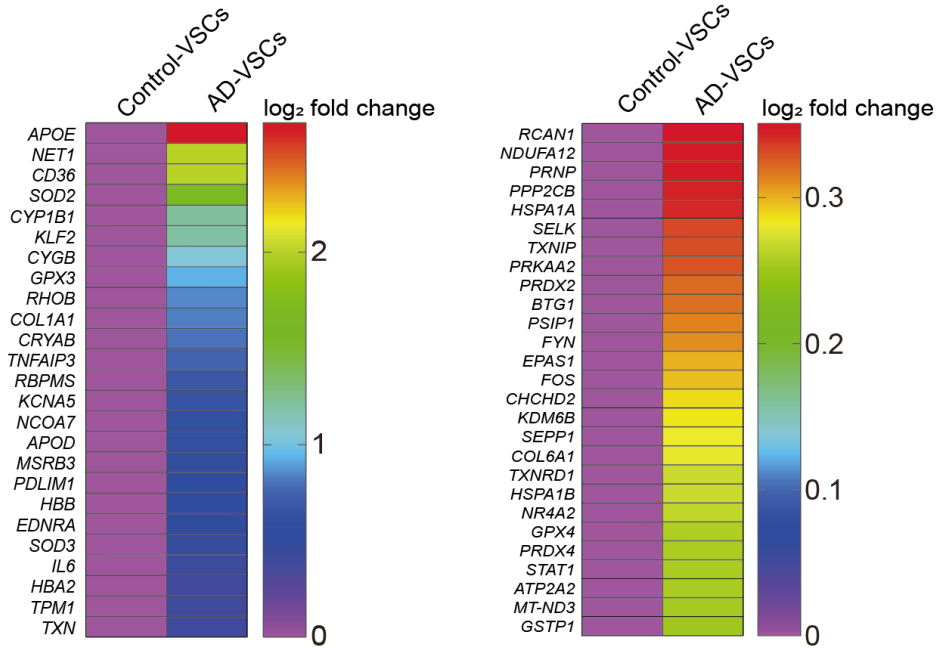 Control-VSCs
AD-VSCs
log₂ fold change
APOE
NET1
CD36
SOD2
CYP1B1
KLF2
CYGB
GPX3
RHOB
COL1A1
CRYAB
TNFAIP3
RBPMS
KCNA5
NCOA7
APOD
MSRB3
PDLIM1
HBB
EDNRA
SOD3
IL6
HBA2
TPM1
TXN
2
1
0
Control-VSCs
AD-VSCs
log₂ fold change
RCAN1
NDUFA12
PRNP
PPP2CB
HSPA1A
SELK
TXNIP
PRKAA2
PRDX2
BTG1
PSIP1
FYN
EPAS1
FOS
CHCHD2
KDM6B
SEPP1
COL6A1
TXNRD1
HSPA1B
NR4A2
GPX4
PRDX4
STAT1
ATP2A2
MT-ND3
GSTP1
0.3
0.2
0.1
0